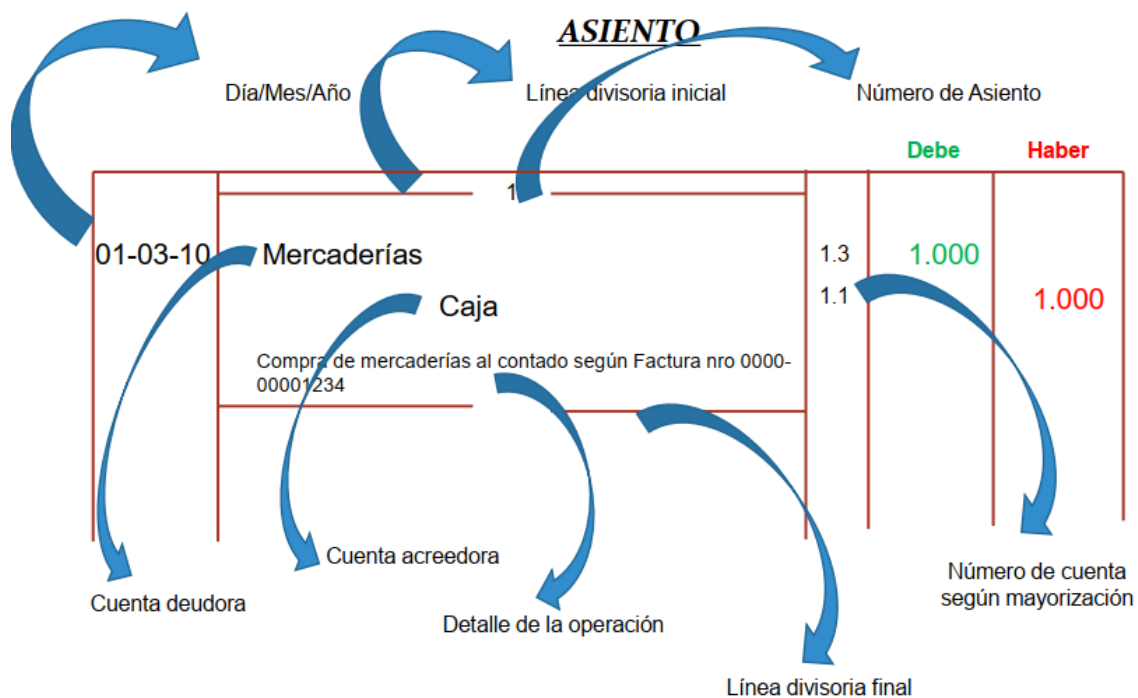 ASIENTO
Día/Mes/Año
Línea divisoria inicial
Número de Asiento
Debe
Haber
1
01-03-10
Mercaderías
1.3
1.000
Caja
1.1
1.000
Compra de mercaderías al contado según Factura nro 0000-
00001234
Cuenta deudora
Cuenta acreedora
Detalle de la operación
Número de cuenta
según mayorización
Línea divisoria final